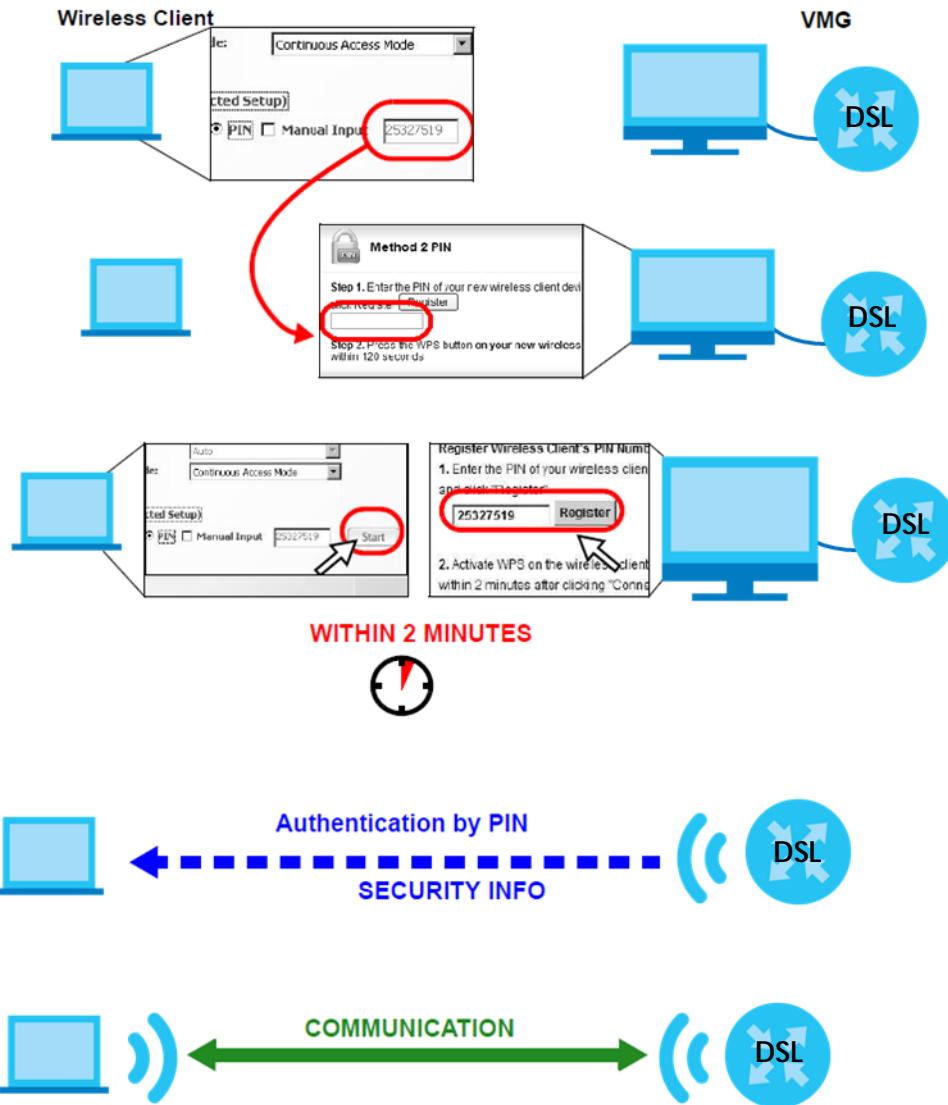 Wireless Client
VMG
de:
Continuous Access Mode
cted Setup)
PIN
Manual Input
25327519
DSL
Method 2 PIN
Step 1. Enter the PIN of your new wireless client devi
click Register
Register
Step 2. Press the WPS button on your new wireless
within 120 seconds
DSL
Auto
de:
Continuous Access Mode
cted Setup)
PIN
Manual Input
25327519
Start
Register Wireless Client's PIN Numb
1. Enter the PIN of your wireless clien
and click "Register"
25327519
Register
2. Activate WPS on the wireless client
within 2 minutes after clicking "Conne
DSL
WITHIN 2 MINUTES
Authentication by PIN
SECURITY INFO
DSL
COMMUNICATION
DSL